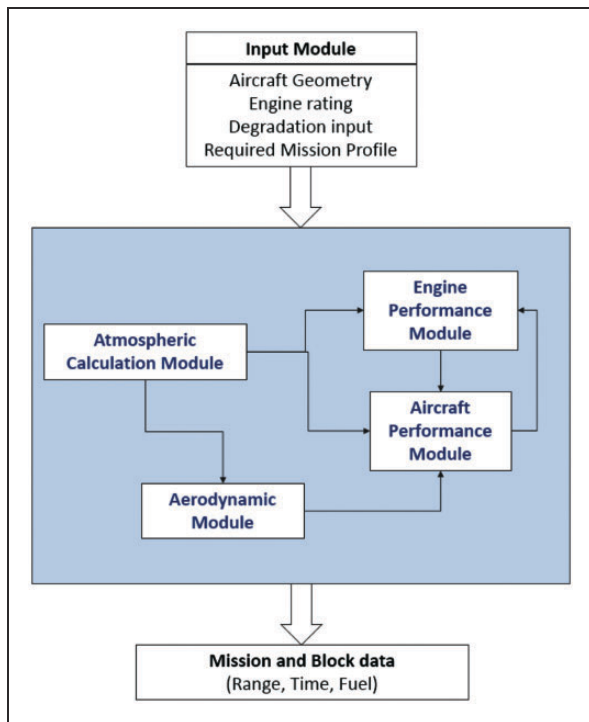 Input Module
Aircraft Geometry
Engine rating
Degradation input
Required Mission Profile
Engine
Performance
Module
Atmospheric
Calculation Module
Aircraft
Performance
Module
Aerodynamic
Module
Mission and Block data
(Range, Time, Fuel)